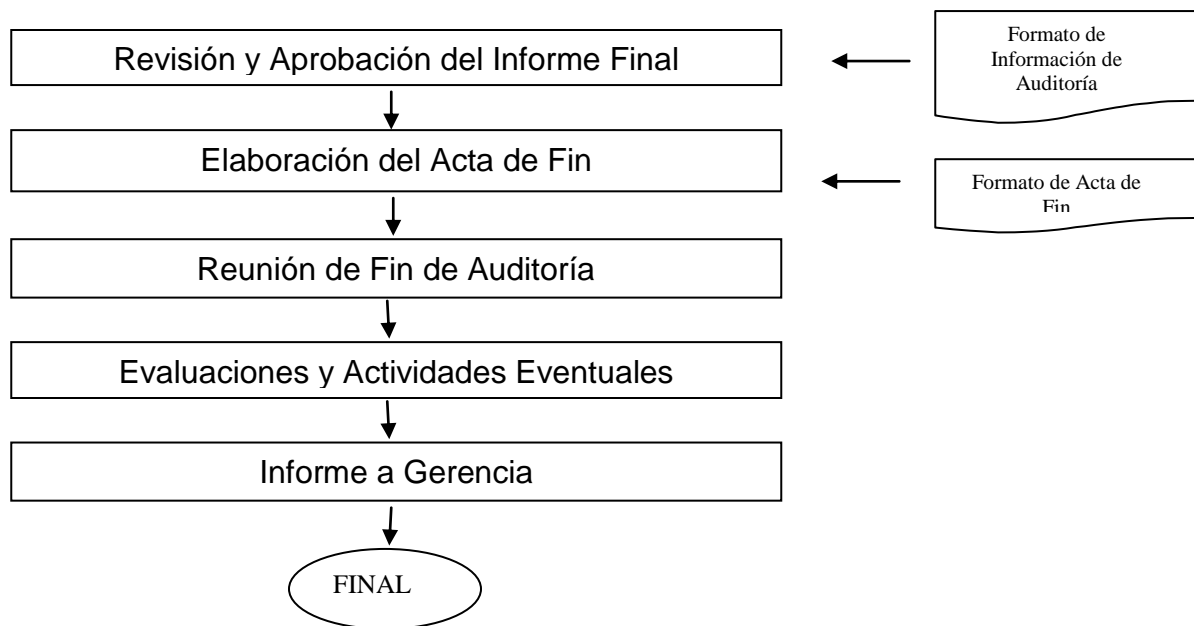 Revisión y Aprobación del Informe Final
Formato de
Información de
Auditoría
Elaboración del Acta de Fin
Formato de Acta de
Fin
Reunión de Fin de Auditoría
Evaluaciones y Actividades Eventuales
Informe a Gerencia
FINAL